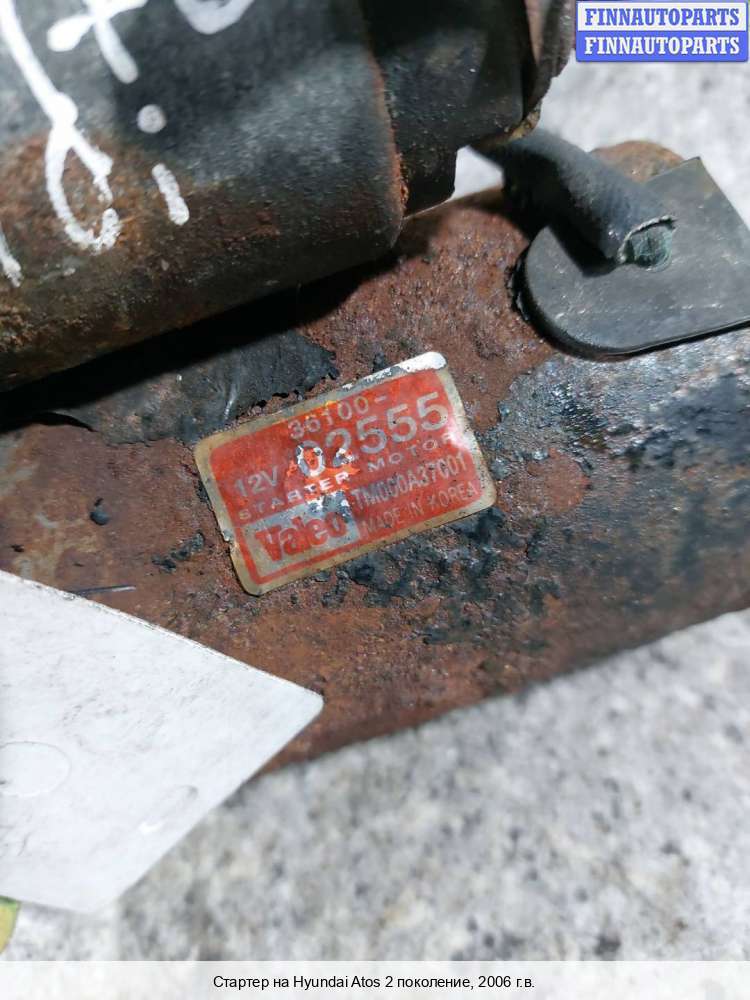 FINNAUTOPARTS
FINNAUTOPARTS
36100-
12V 02555
STARTER MOTOR
Valeo TM000A37001
MADE IN KOREA
Стартер на Hyundai Atos 2 поколение, 2006 г.в.